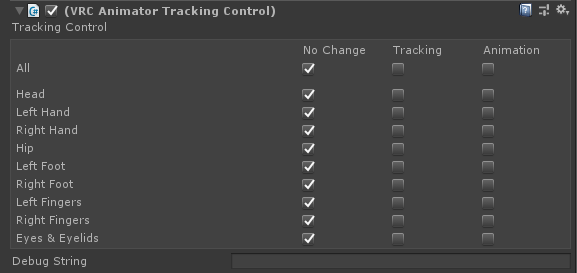 (VRC Animator Tracking Control)
Tracking Control
No Change Tracking Animation
All
Head
Left Hand
Right Hand
Hip
Left Foot
Right Foot
Left Fingers
Right Fingers
Eyes & Eyelids
Debug String